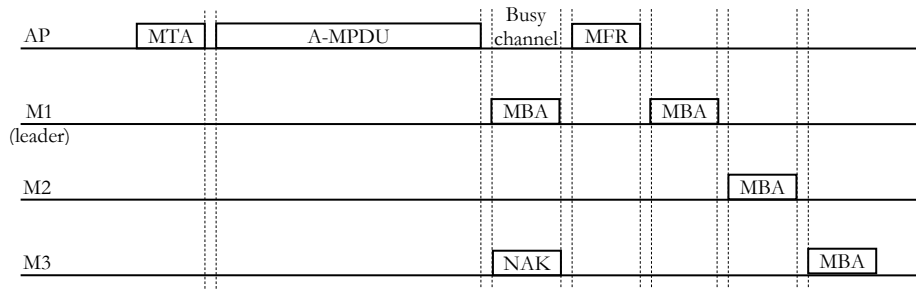 Busy
AP
MTA
A-MPDU
channel
MFR
M1
MBA
MBA
(leader)
M2
MBA
M3
NAK
MBA